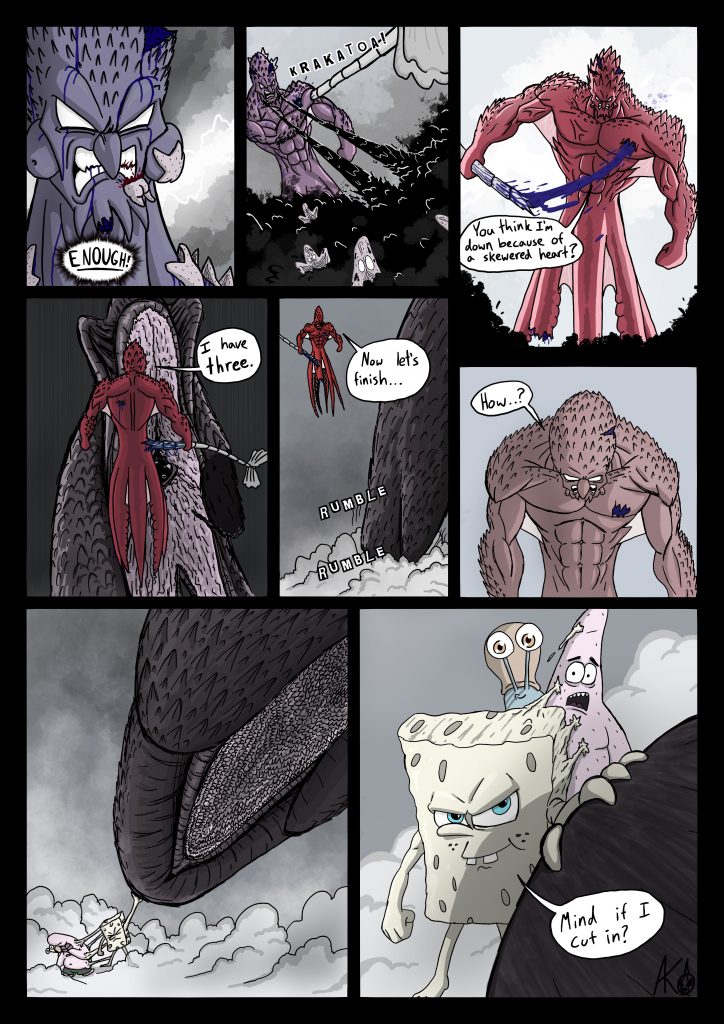 ENOUGH!
KRAKATOA!
You think I'm
down because of
a skewered heart?
I have
three.
Now let's
finish...
RUMBLE
RUMBLE
How..?
Mind if I
cut in?